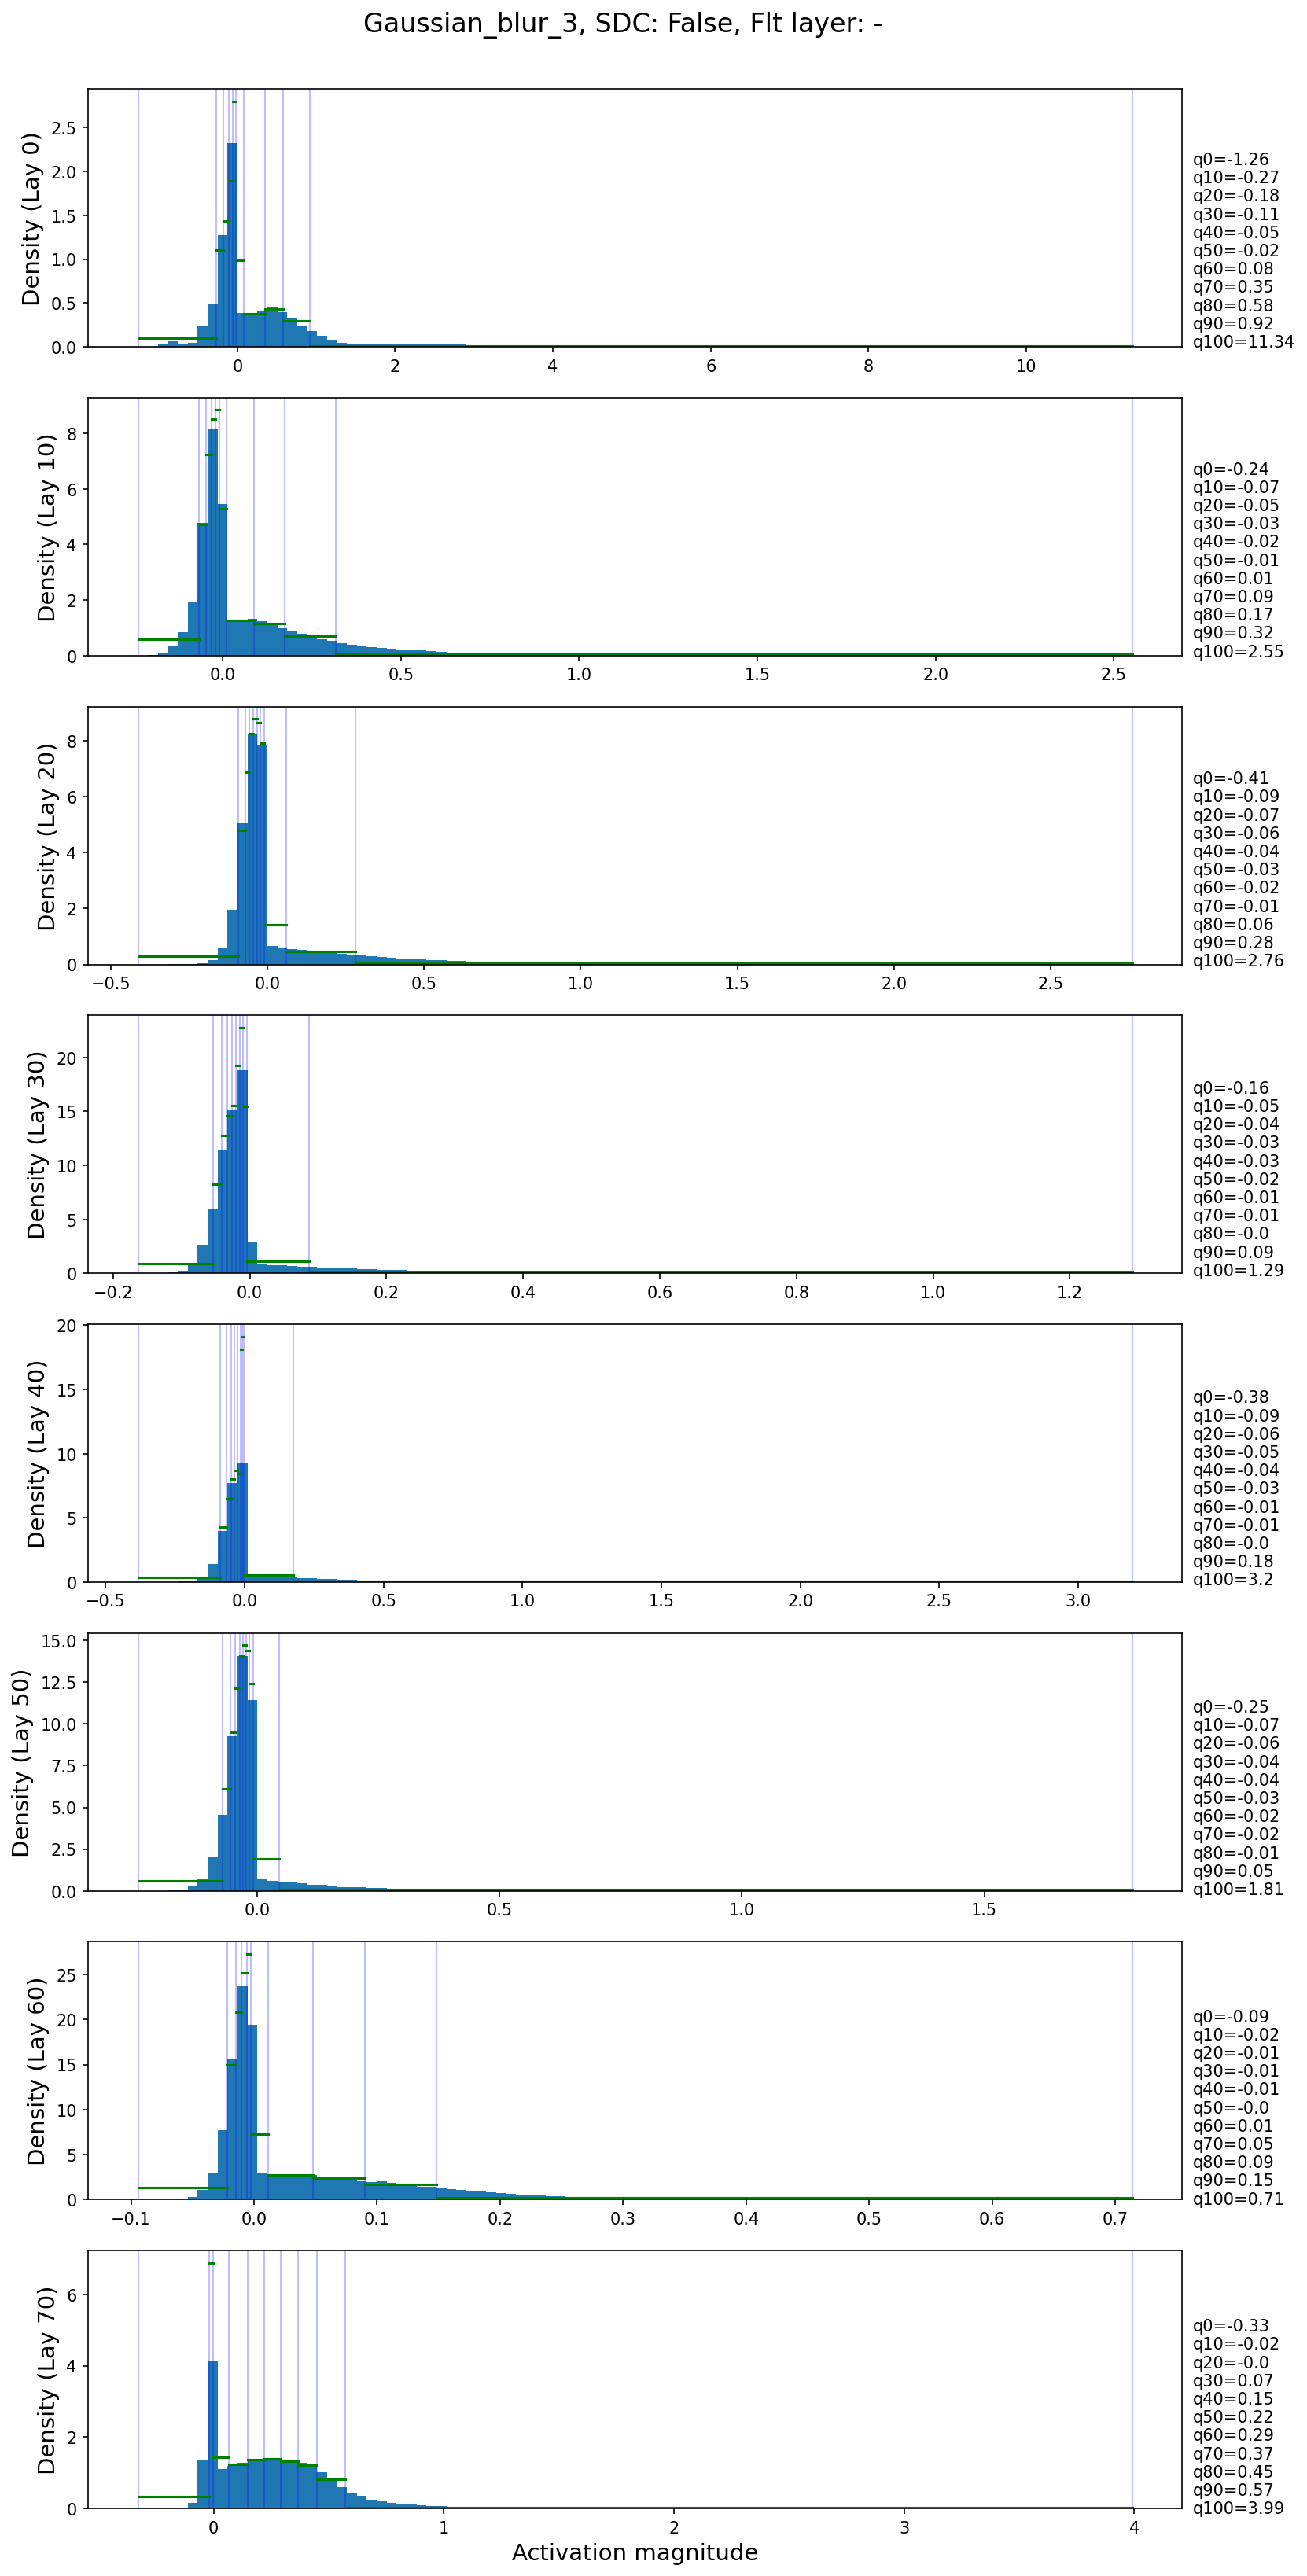 Gaussian_blur_3, SDC: False, Flt layer: -
Density (Lay 0)
2.5
2.0
1.5
1.0
0.5
0.0
0 2 4 6 8 10
q0=-1.26
q10=-0.27
q20=-0.18
q30=-0.11
q40=-0.05
q50=-0.02
q60=0.08
q70=0.35
q80=0.58
q90=0.92
q100=11.34
Density (Lay 10)
8
6
4
2
0
0.0 0.5 1.0 1.5 2.0 2.5
q0=-0.24
q10=-0.07
q20=-0.05
q30=-0.03
q40=-0.02
q50=-0.01
q60=0.01
q70=0.09
q80=0.17
q90=0.32
q100=2.55
Density (Lay 20)
8
6
4
2
0
−0.5 0.0 0.5 1.0 1.5 2.0 2.5
q0=-0.41
q10=-0.09
q20=-0.07
q30=-0.06
q40=-0.04
q50=-0.03
q60=-0.02
q70=-0.01
q80=0.06
q90=0.28
q100=2.76
Density (Lay 30)
20
15
10
5
0
−0.2 0.0 0.2 0.4 0.6 0.8 1.0 1.2
q0=-0.16
q10=-0.05
q20=-0.04
q30=-0.03
q40=-0.03
q50=-0.02
q60=-0.01
q70=-0.01
q80=-0.0
q90=0.09
q100=1.29
Density (Lay 40)
20
15
10
5
0
−0.5 0.0 0.5 1.0 1.5 2.0 2.5 3.0
q0=-0.38
q10=-0.09
q20=-0.06
q30=-0.05
q40=-0.04
q50=-0.03
q60=-0.01
q70=-0.01
q80=-0.0
q90=0.18
q100=3.2
Density (Lay 50)
15.0
12.5
10.0
7.5
5.0
2.5
0.0
0.0 0.5 1.0 1.5
q0=-0.25
q10=-0.07
q20=-0.06
q30=-0.04
q40=-0.04
q50=-0.03
q60=-0.02
q70=-0.02
q80=-0.01
q90=0.05
q100=1.81
Density (Lay 60)
25
20
15
10
5
0
−0.1 0.0 0.1 0.2 0.3 0.4 0.5 0.6 0.7
q0=-0.09
q10=-0.02
q20=-0.01
q30=-0.01
q40=-0.01
q50=-0.0
q60=0.01
q70=0.05
q80=0.09
q90=0.15
q100=0.71
Density (Lay 70)
6
4
2
0
0 1 2 3 4
q0=-0.33
q10=-0.02
q20=-0.0
q30=0.07
q40=0.15
q50=0.22
q60=0.29
q70=0.37
q80=0.45
q90=0.57
q100=3.99
Activation magnitude